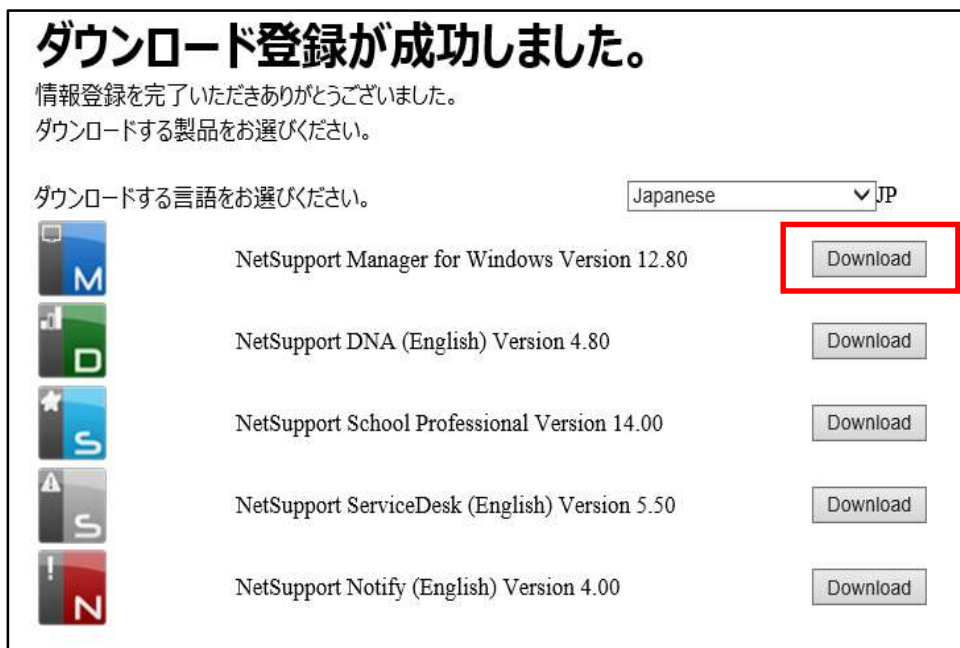 ダウンロード登録が成功しました。
情報登録を完了いただきありがとうございました。
ダウンロードする製品をお選びください。
ダウンロードする言語をお選びください。 Japanese JP
M NetSupport Manager for Windows Version 12.80 Download
D NetSupport DNA (English) Version 4.80 Download
S NetSupport School Professional Version 14.00 Download
S NetSupport ServiceDesk (English) Version 5.50 Download
N NetSupport Notify (English) Version 4.00 Download